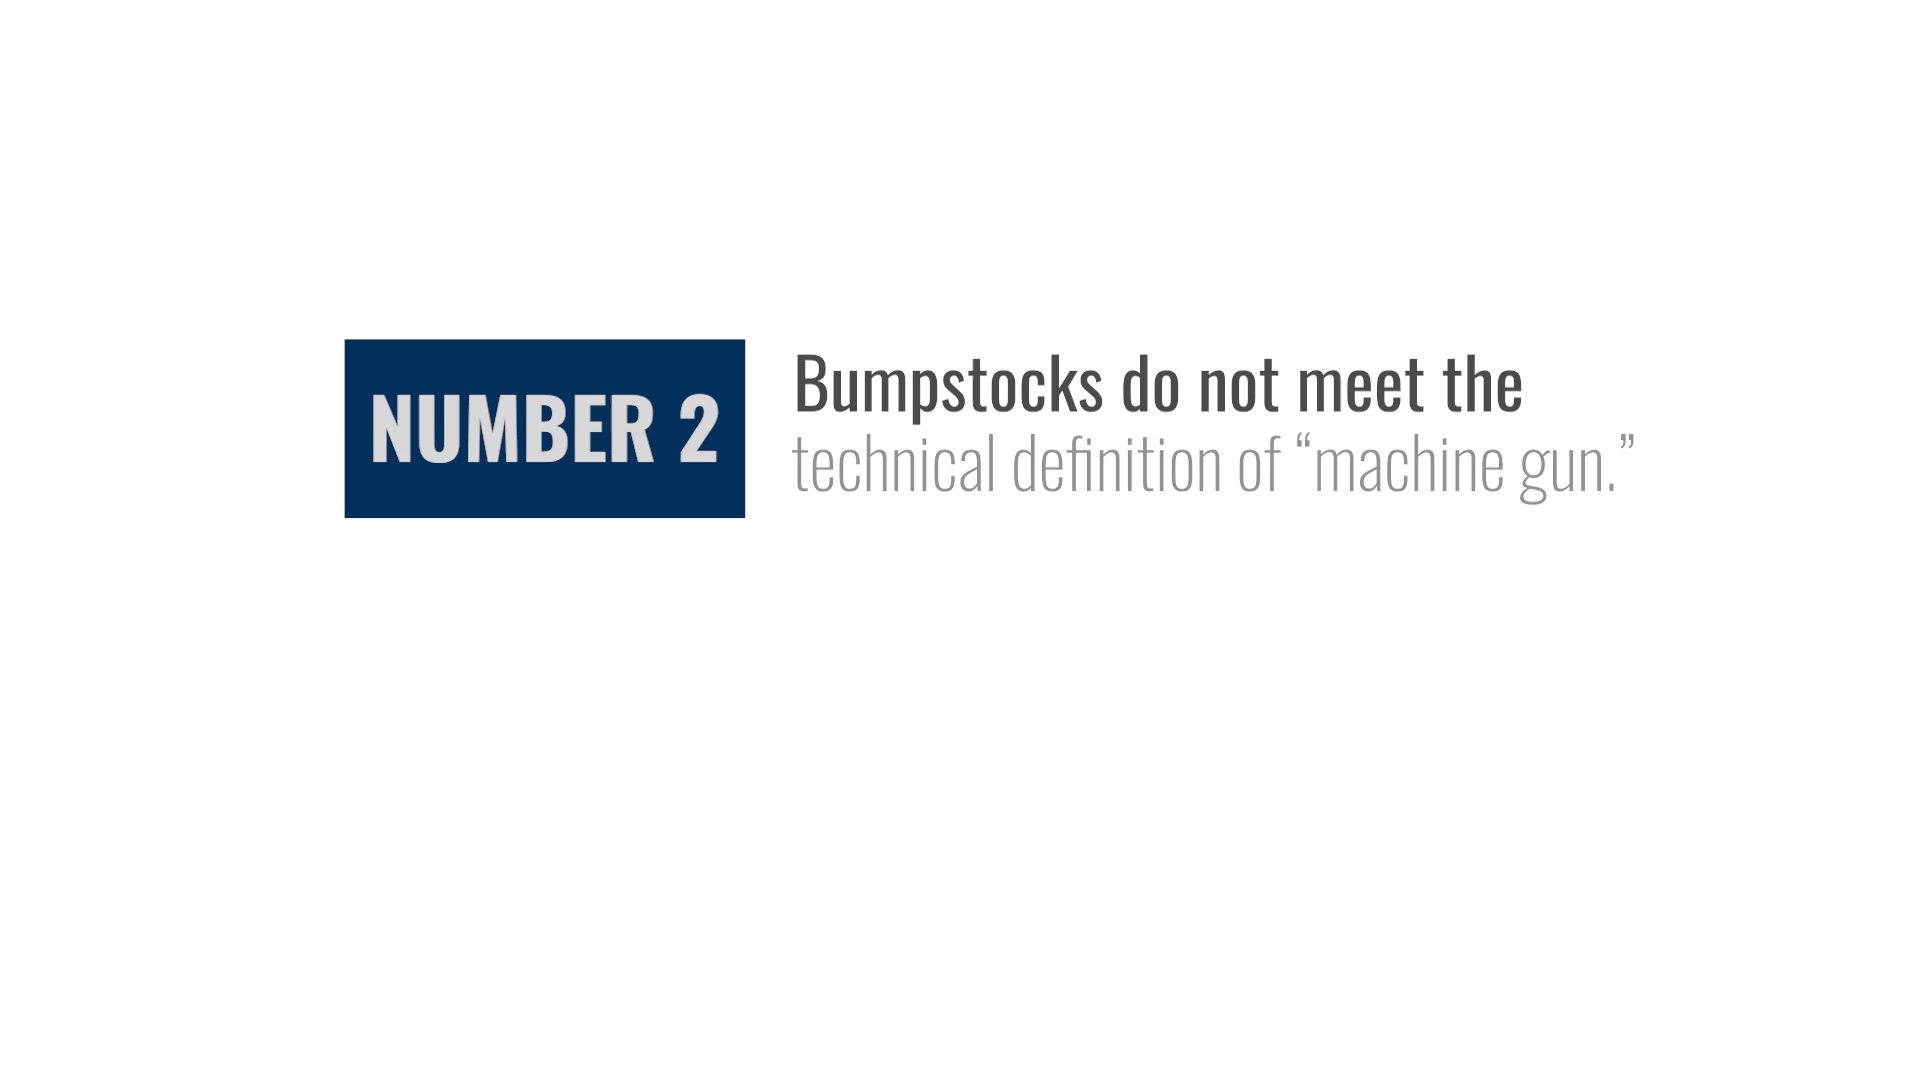 NUMBER 2
Bumpstocks do not meet the
technical definition of “machine gun.”